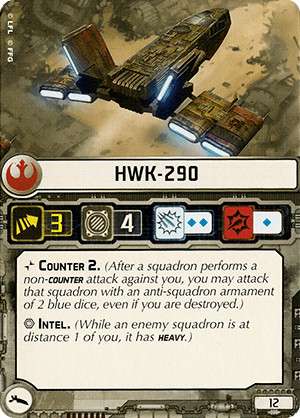 © LFL © FFG
HWK-290
3
4
COUNTER 2. (After a squadron performs a
non-COUNTER attack against you, you may attack
that squadron with an anti-squadron armament
of 2 blue dice, even if you are destroyed.)
INTEL. (While an enemy squadron is at
distance 1 of you, it has HEAVY.)
12